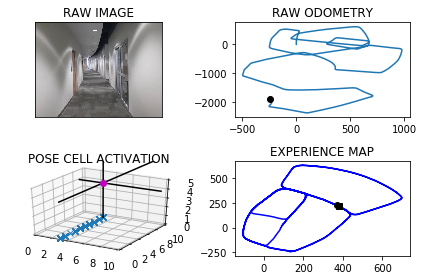 RAW IMAGE
RAW ODOMETRY
0
−1000
−2000
−500 0 500 1000
POSE CELL ACTIVATION
5
4
3
2
1
0
0 2 4 6 8 10
0 2 4 6 8 10
EXPERIENCE MAP
500
250
0
−250
0 200 400 600